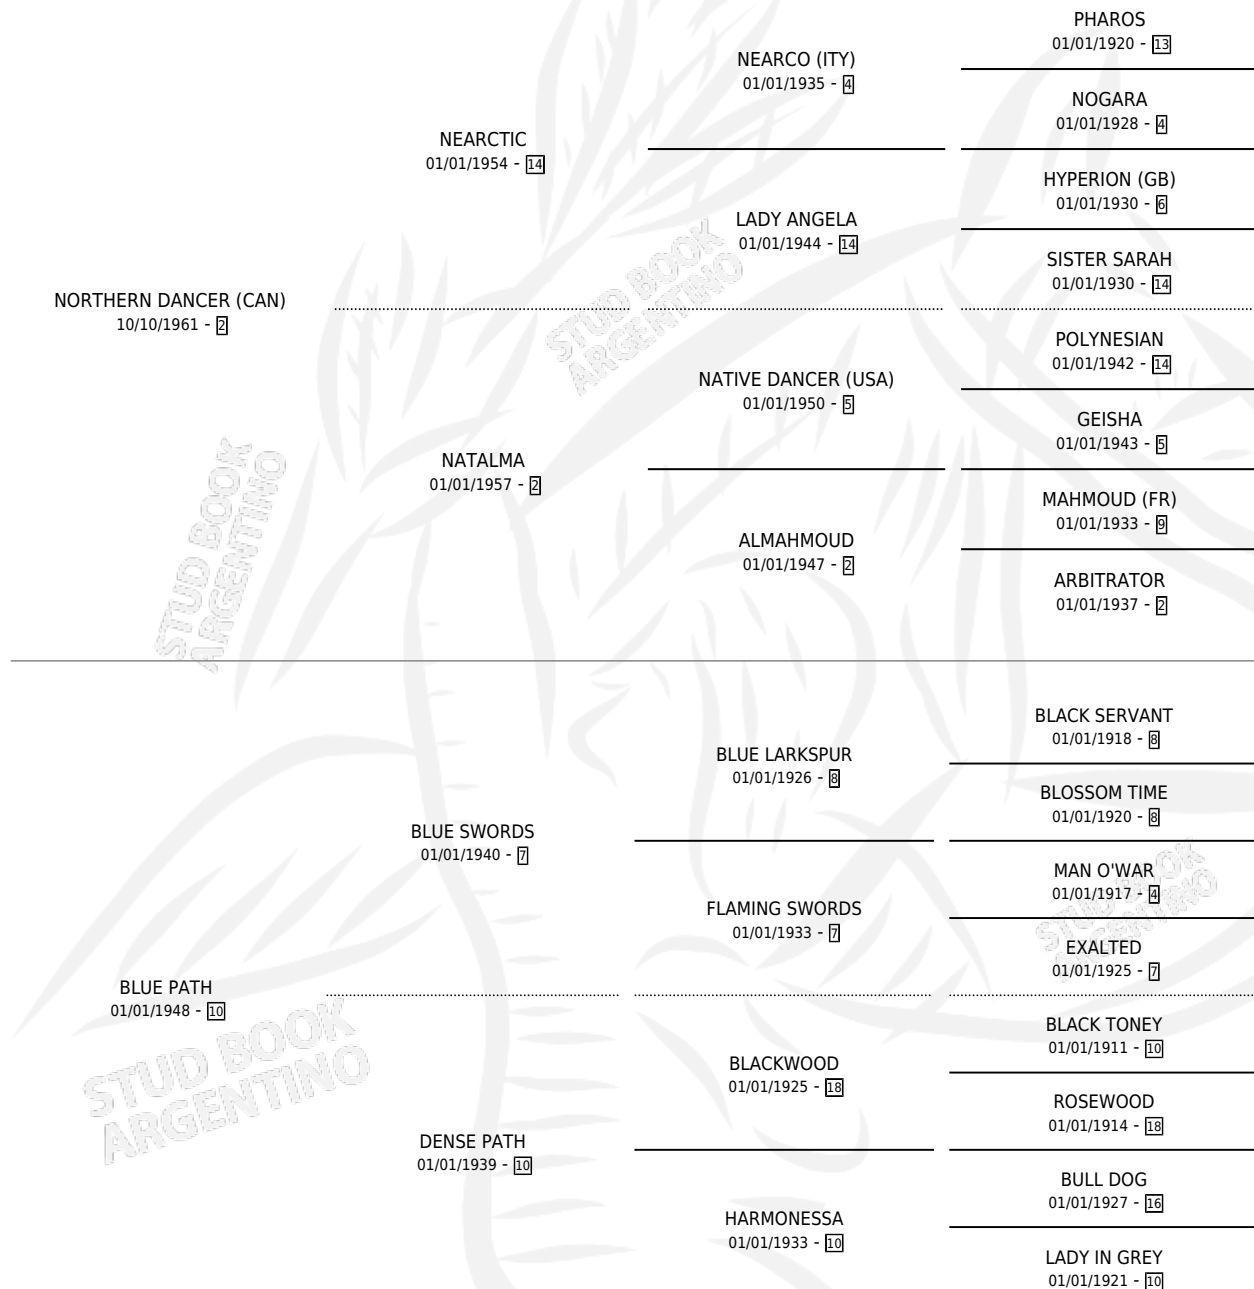 PHAROS
01/01/1920 - 13
NEARCO (ITY)
01/01/1935 - 4
NOGARA
01/01/1928 - 4
NEARCTIC
01/01/1954 - 14
HYPERION (GB)
01/01/1930 - 6
LADY ANGELA
01/01/1944 - 14
SISTER SARAH
01/01/1930 - 14
STUD BOOK
ARGENTINO
NORTHERN DANCER (CAN)
10/10/1961 - 2
POLYNESIAN
01/01/1942 - 14
NATIVE DANCER (USA)
01/01/1950 - 5
GEISHA
01/01/1943 - 5
NATALMA
01/01/1957 - 2
MAHMOUD (FR)
01/01/1933 - 9
ALMAHMOUD
01/01/1947 - 2
ARBITRATOR
01/01/1937 - 2
STUD BOOK
ARGENTINO
BLACK SERVANT
01/01/1918 - 8
BLUE LARKSPUR
01/01/1926 - 8
BLOSSOM TIME
01/01/1920 - 8
BLUE SWORDS
01/01/1940 - 7
MAN O'WAR
01/01/1917 - 4
FLAMING SWORDS
01/01/1933 - 7
EXALTED
01/01/1925 - 7
STUD BOOK
ARGENTINO
BLUE PATH
01/01/1948 - 10
BLACK TONEY
01/01/1911 - 10
BLACKWOOD
01/01/1925 - 18
ROSEWOOD
01/01/1914 - 18
STUD BOOK
ARGENTINO
DENSE PATH
01/01/1939 - 10
BULL DOG
01/01/1927 - 16
HARMONESSA
01/01/1933 - 10
LADY IN GREY
01/01/1921 - 10